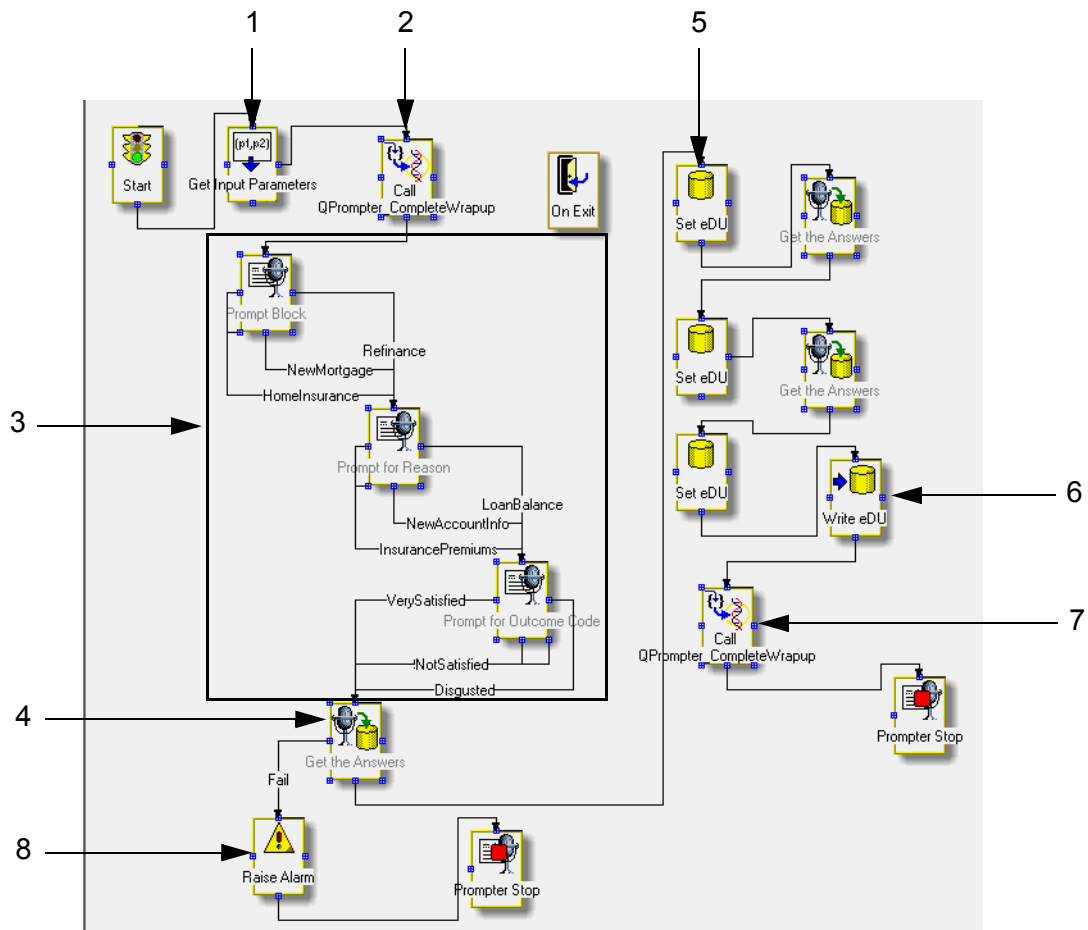 1
2
5
(p1,p2)
Start
Get Input Parameters
{·}
Call
QPrompter_CompleteWrapup
On Exit
Set eDU
Get the Answers
Prompt Block
Refinance
NewMortgage
HomeInsurance
3
Set eDU
Get the Answers
Prompt for Reason
LoanBalance
NewAccountInfo
InsurancePremiums
Set eDU
Write eDU
6
VerySatisfied
Prompt for Outcome Code
!NotSatisfied
Disgusted
{·}
Call
QPrompter_CompleteWrapup
7
4
Get the Answers
Prompter Stop
Fail
8
Raise Alarm
Prompter Stop